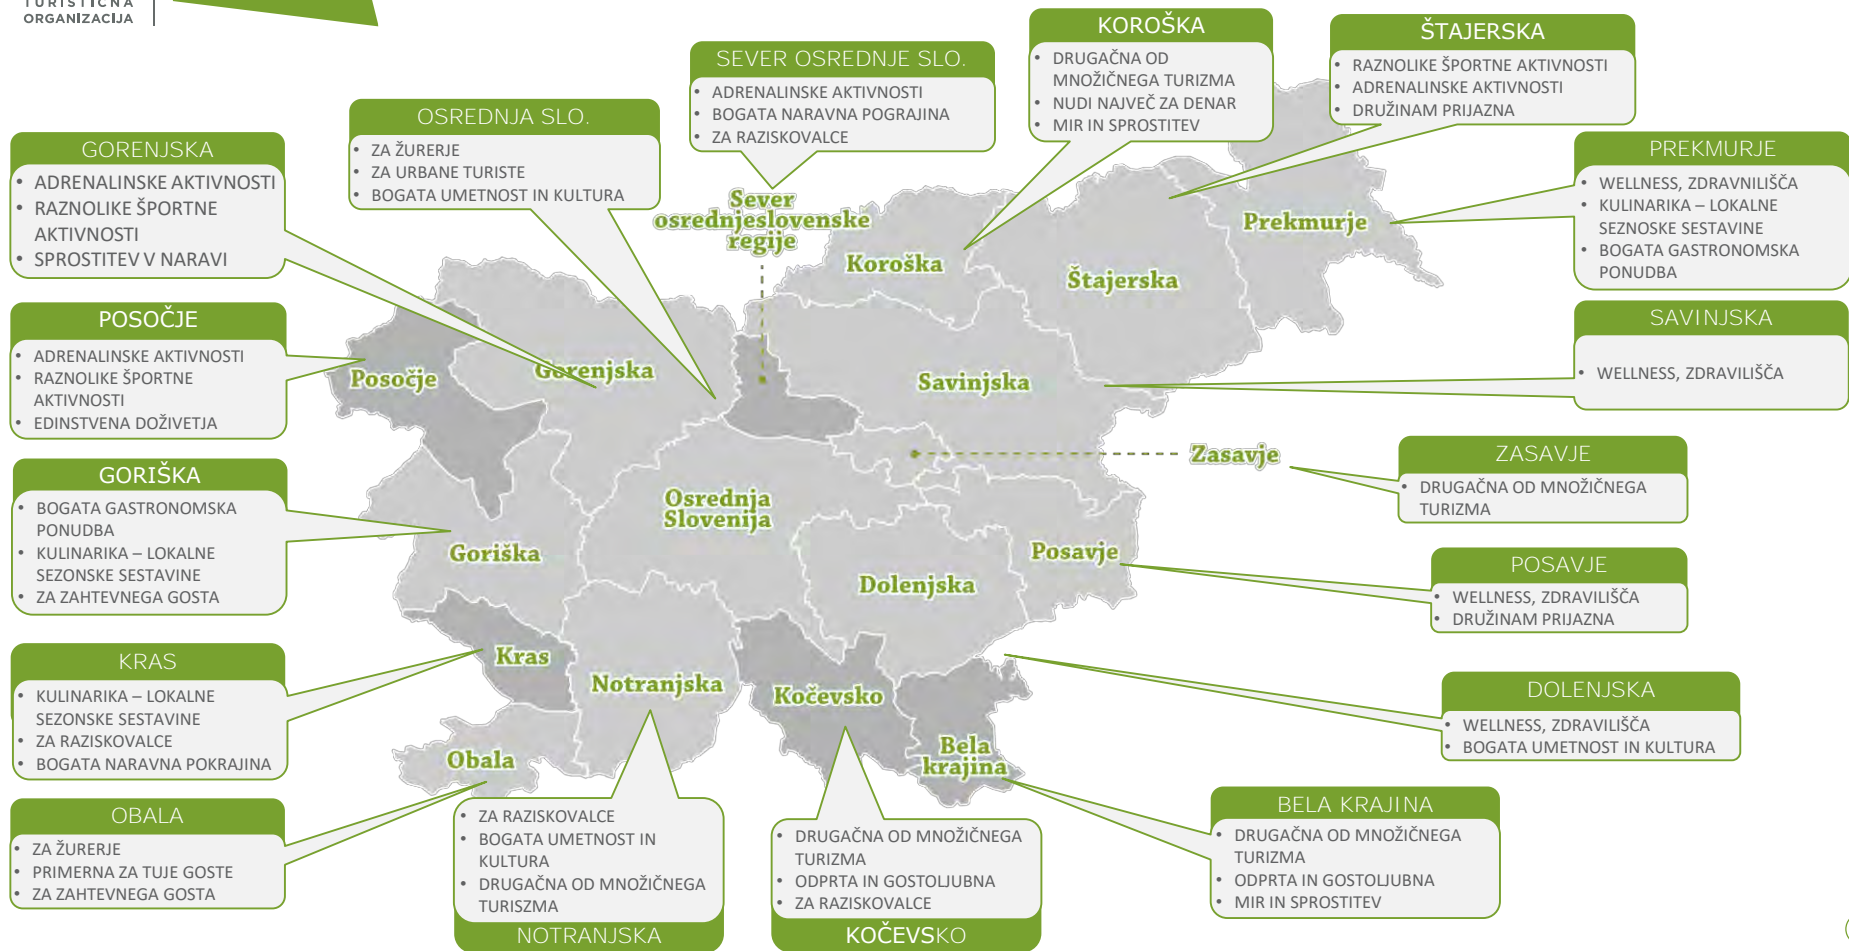 TURISTIČNA
ORGANIZACIJA
KOROŠKA
• DRUGAČNA OD
MNOŽIČNEGA TURIZMA
• NUDI NAJVEČ ZA DENAR
• MIR IN SPROSTITEV
ŠTAJERSKA
• RAZNOLIKE ŠPORTNE AKTIVNOSTI
• ADRENALINSKE AKTIVNOSTI
• DRUŽINAM PRIJAZNA
SEVER OSREDNJE SLO.
• ADRENALINSKE AKTIVNOSTI
• BOGATA NARAVNA POGRAJINA
• ZA RAZISKOVALCE
OSREDNJA SLO.
• ZA ŽURERJE
• ZA URBANE TURISTE
• BOGATA UMETNOST IN KULTURA
GORENJSKA
• ADRENALINSKE AKTIVNOSTI
• RAZNOLIKE ŠPORTNE
AKTIVNOSTI
• SPROSTITEV V NARAVI
PREKMURJE
• WELLNESS, ZDRAVNILIŠČA
• KULINARIKA – LOKALNE
SEZNOSKE SESTAVINE
• BOGATA GASTRONOMSKA
PONUDBA
POSOČJE
• ADRENALINSKE AKTIVNOSTI
• RAZNOLIKE ŠPORTNE
AKTIVNOSTI
• EDINSTVENA DOŽIVETJA
SAVINJSKA
• WELLNESS, ZDRAVILIŠČA
GORIŠKA
• BOGATA GASTRONOMSKA
PONUDBA
• KULINARIKA – LOKALNE
SEZONSKE SESTAVINE
• ZA ZAHTEVNEGA GOSTA
ZASAVJE
• DRUGAČNA OD MNOŽIČNEGA
TURIZMA
POSAVJE
• WELLNESS, ZDRAVILIŠČA
• DRUŽINAM PRIJAZNA
KRAS
• KULINARIKA – LOKALNE
SEZONSKE SESTAVINE
• ZA RAZISKOVALCE
• BOGATA NARAVNA POKRAJINA
DOLENJSKA
• WELLNESS, ZDRAVILIŠČA
• BOGATA UMETNOST IN KULTURA
OBALA
• ZA ŽURERJE
• PRIMERNA ZA TUJE GOSTE
• ZA ZAHTEVNEGA GOSTA
• ZA RAZISKOVALCE
• BOGATA UMETNOST IN
KULTURA
• DRUGAČNA OD MNOŽIČNEGA
TURISZMA
NOTRANJSKA
• DRUGAČNA OD MNOŽIČNEGA
TURIZMA
• ODPRTA IN GOSTOLJUBNA
• ZA RAZISKOVALCE
KOČEVSKO
BELA KRAJINA
• DRUGAČNA OD MNOŽIČNEGA
TURIZMA
• ODPRTA IN GOSTOLJUBNA
• MIR IN SPROSTITEV
Sever
osrednjeslovenske
regije
Koroška
Štajerska
Prekmurje
Posočje
Gorenjska
Savinjska
Zasavje
Osrednja
Slovenija
Goriška
Dolenjska
Posavje
Kras
Notranjska
Kočevsko
Obala
Bela
krajina